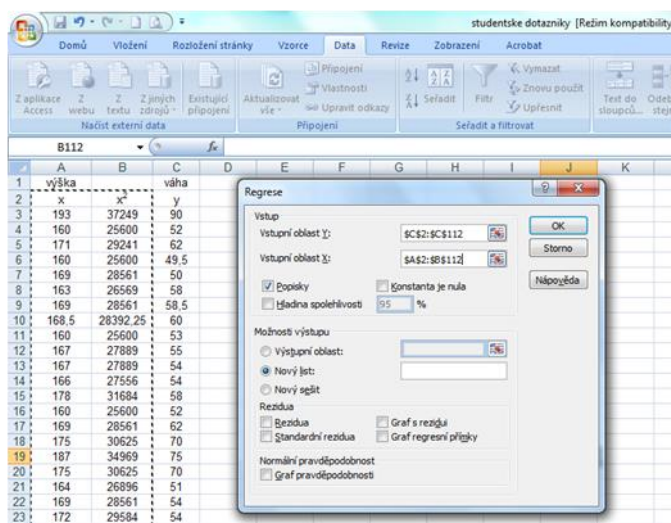 studentske dotazniky [Režim kompatibility
Domů Vložení Rozložení stránky Vzorce Data Revize Zobrazení Acrobat
Z aplikace Access
Z webu
Z textu
Z jiných zdrojů
Existující připojení
Načíst externí data
Aktualizovat vše
Připojení
Vlastnosti
Upravit odkazy
Připojení
Seřadit
Filtr
Vymazat
Znovu použít
Upřesnit
Seřadit a filtrovat
Text do sloupců...
B112 fx
A B C D E F G H I J K
1 výška váha
2 x x² y
3 193 37249 90
4 160 25600 52
5 171 29241 62
6 160 25600 49,5
7 169 28561 50
8 163 26569 58
9 169 28561 58,5
10 168,5 28392,25 60
11 160 25600 53
12 167 27889 55
13 167 27889 54
14 166 27556 54
15 178 31684 58
16 160 25600 52
17 169 28561 62
18 175 30625 70
19 187 34969 75
20 175 30625 70
21 164 26896 51
22 169 28561 54
23 172 29584 54
Regrese
Vstup
Vstupní oblast Y: $C$2:$C$112
Vstupní oblast X: $A$2:$B$112
Popisky Konstanta je nula
Hladina spolehlivosti 95 %
Možnosti výstupu
Výstupní oblast:
Nový list:
Nový sešit
Rezidua
Rezidua Graf s rezidui
Standardní rezidua Graf regresní přímky
Normální pravděpodobnost
Graf pravděpodobnosti
OK
Storno
Nápověda